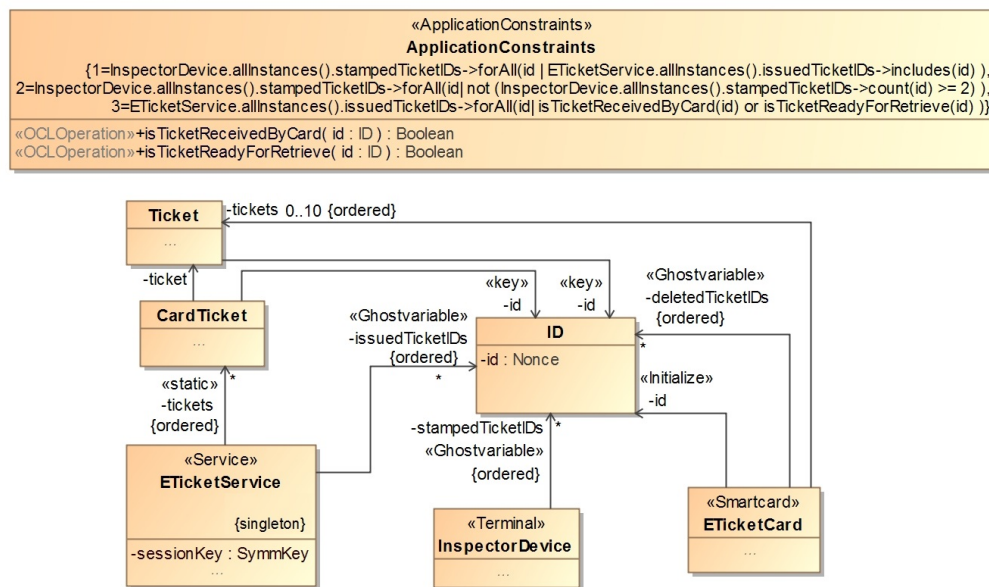 «ApplicationConstraints»
ApplicationConstraints
{1=InspectorDevice.allInstances().stampedTicketIDs->forAll(id | ETicketService.allInstances().issuedTicketIDs->includes(id) ),
2=InspectorDevice.allInstances().stampedTicketIDs->forAll(id| not (InspectorDevice.allInstances().stampedTicketIDs->count(id) >= 2) ),
3=ETicketService.allInstances().issuedTicketIDs->forAll(id| isTicketReceivedByCard(id) or isTicketReadyForRetrieve(id) )}
«OCLOperation»+isTicketReceivedByCard( id : ID ) : Boolean
«OCLOperation»+isTicketReadyForRetrieve( id : ID ) : Boolean
Ticket
...
-tickets 0..10 {ordered}
-ticket
CardTicket
...
«key»
-id
«key»
-id
«Ghostvariable»
-deletedTicketIDs
{ordered}
*
«Ghostvariable»
-issuedTicketIDs
{ordered}
*
ID
-id : Nonce
«Initialize»
-id
«static»
-tickets
{ordered}
*
-stampedTicketIDs
*
«Ghostvariable»
{ordered}
«Service»
ETicketService
{singleton}
-sessionKey : SymmKey
...
«Terminal»
InspectorDevice
...
«Smartcard»
ETicketCard
...